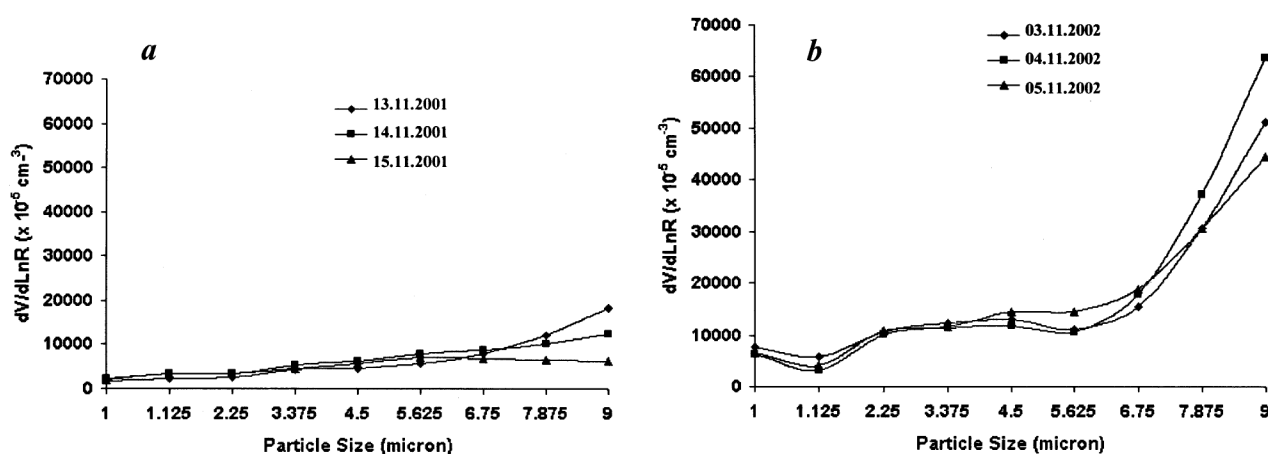 a
70000
60000
50000
40000
30000
20000
10000
0
dV/dLnR (x 10⁻⁵ cm⁻³)
13.11.2001
14.11.2001
15.11.2001
1 1.125 2.25 3.375 4.5 5.625 6.75 7.875 9
Particle Size (micron)
b
70000
60000
50000
40000
30000
20000
10000
0
dV/dLnR (x 10⁻⁵ cm⁻³)
03.11.2002
04.11.2002
05.11.2002
1 1.125 2.25 3.375 4.5 5.625 6.75 7.875 9
Particle Size (micron)